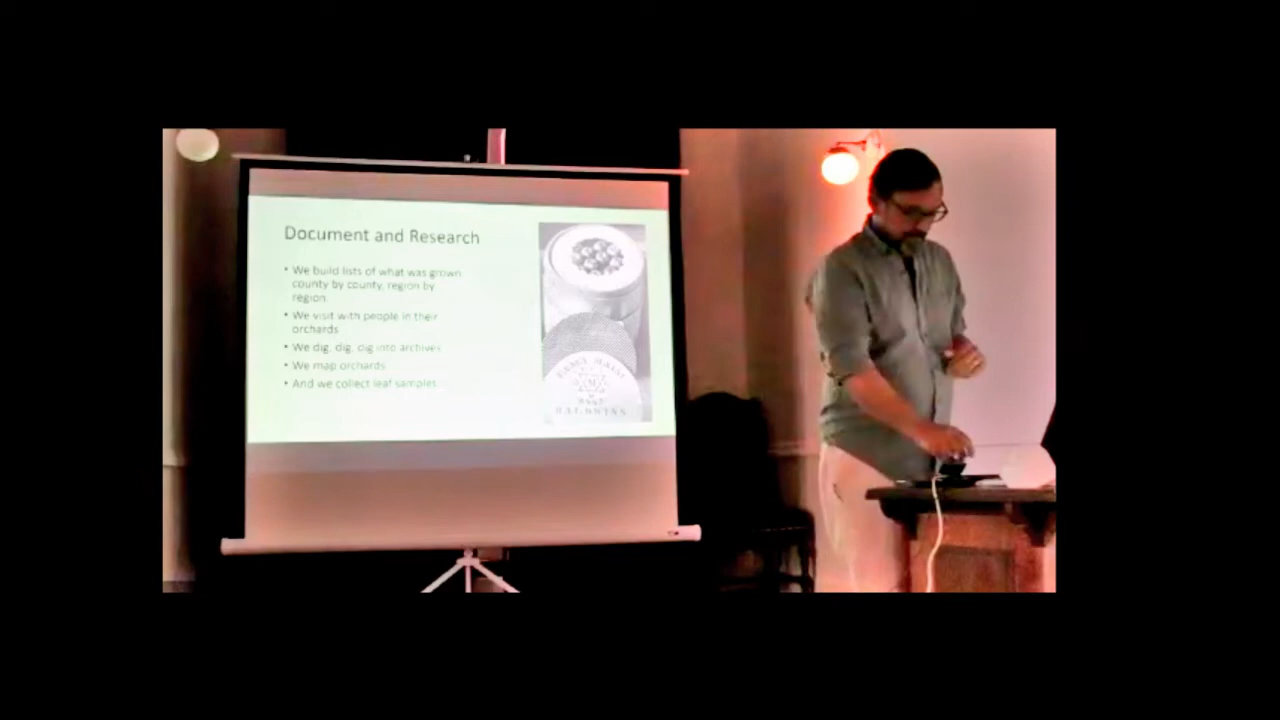 Document and Research
• We build lists of what was grown
county by county, region by
region
• We visit with people in their
orchards
• We dig, dig, dig into archives
• We map orchards
• And we collect leaf samples
BALDWINS